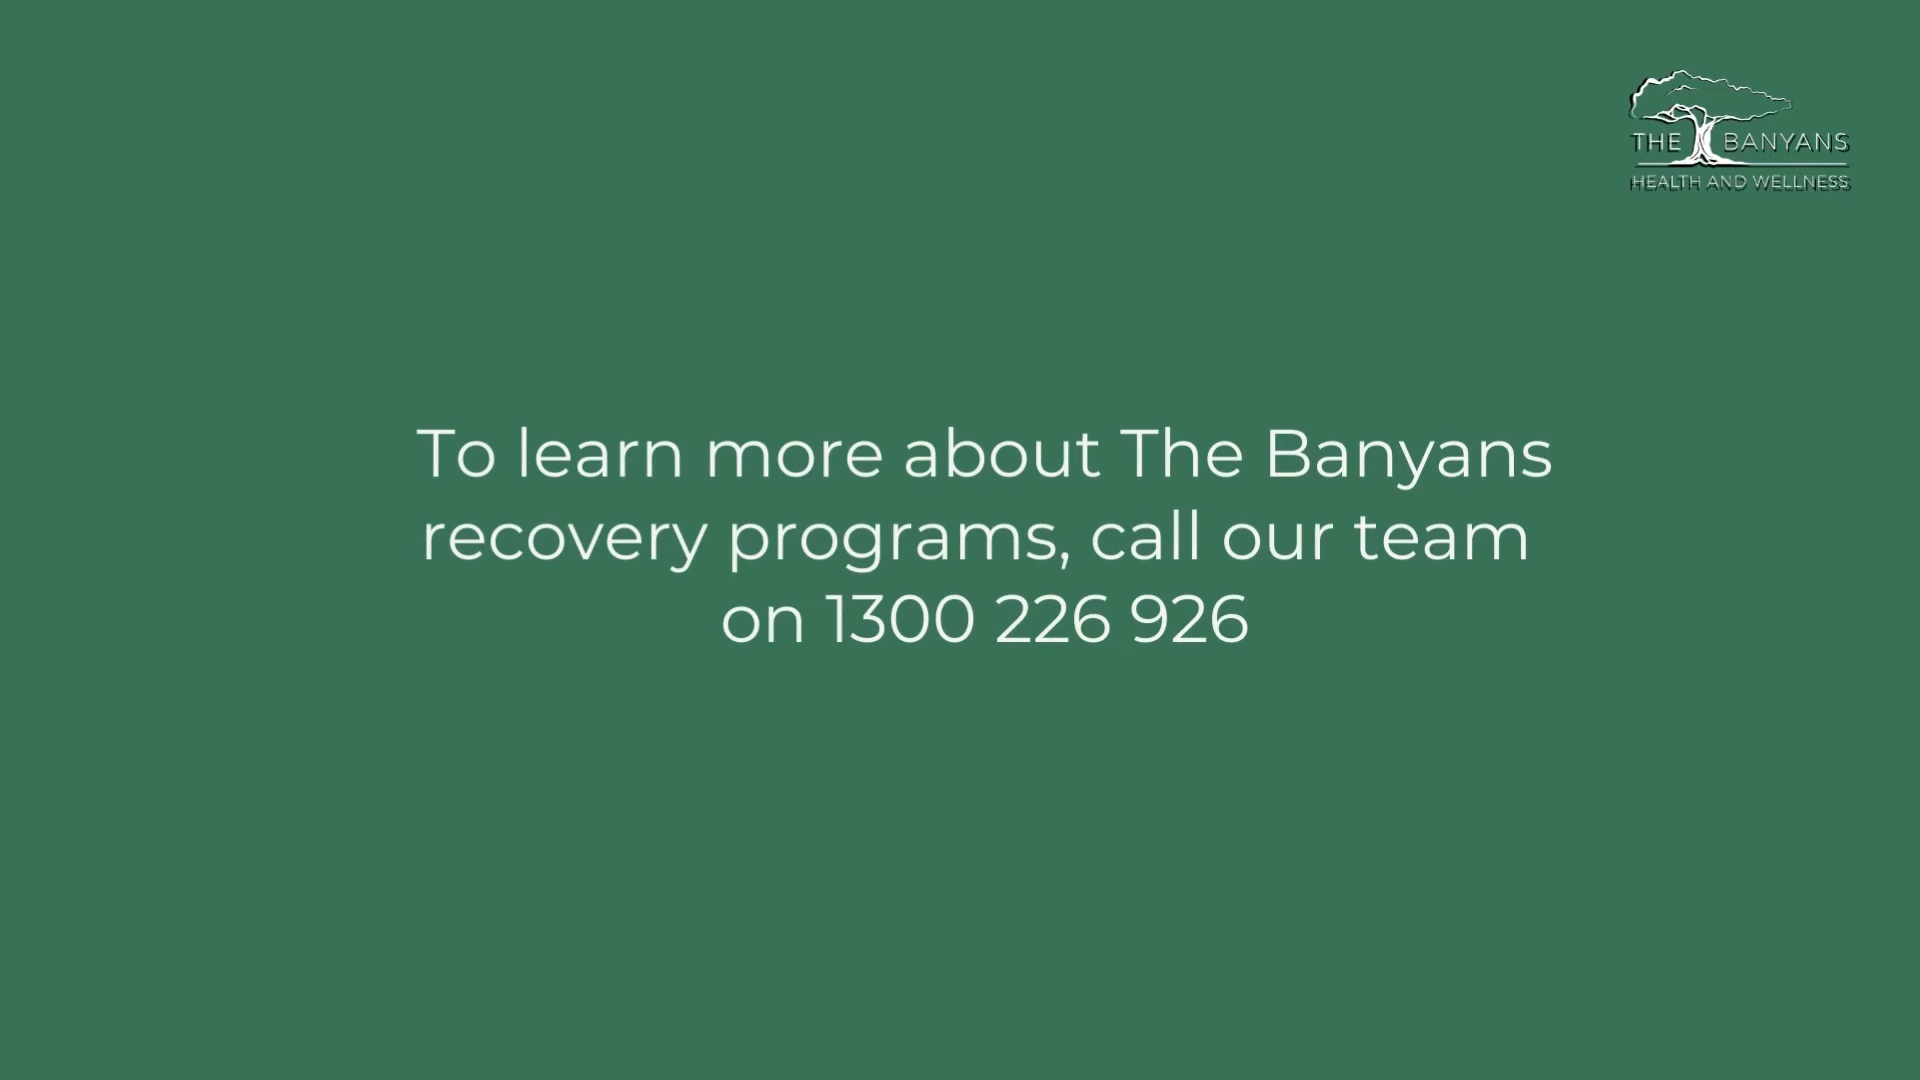 THE BANYANS
HEALTH AND WELLNESS
To learn more about The Banyans
recovery programs, call our team
on 1300 226 926